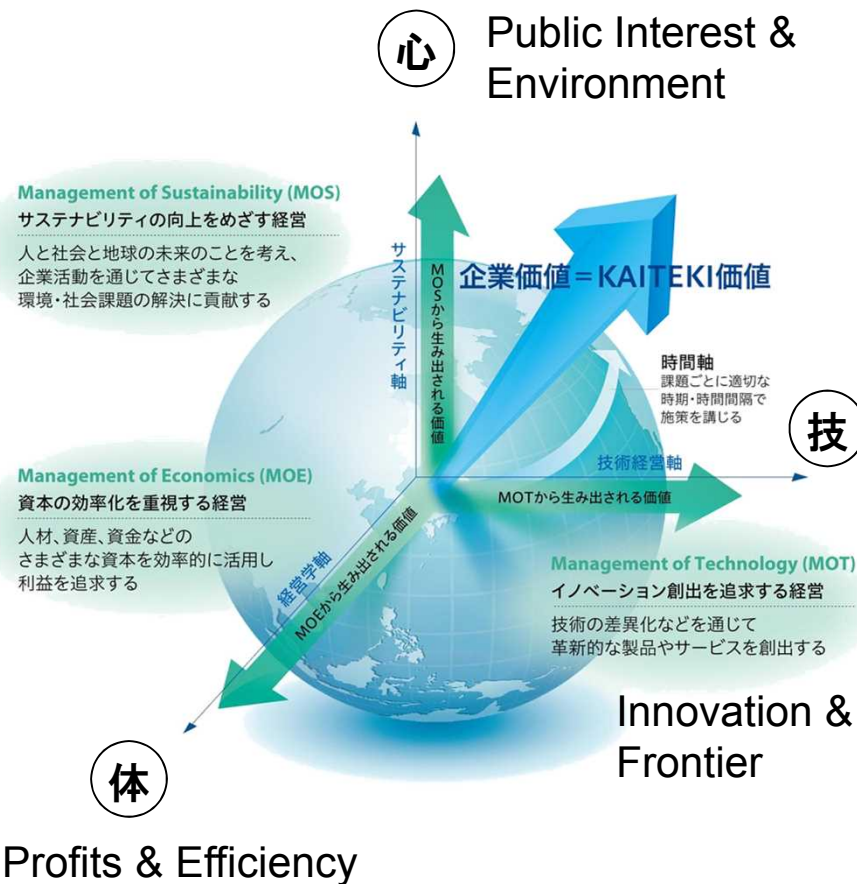 心
Public Interest &
Environment
Management of Sustainability (MOS)
サステナビリティの向上をめざす経営
人と社会と地球の未来のことを考え、
企業活動を通じてさまざまな
環境・社会課題の解決に貢献する
サステナビリティ軸
MOSから生み出される価値
企業価値＝KAITEKI価値
時間軸
課題ごとに適切な
時期・時間間隔で
施策を講じる
技
技術経営軸
MOTから生み出される価値
Management of Economics (MOE)
資本の効率化を重視する経営
人材、資産、資金などの
さまざまな資本を効率的に活用し
利益を追求する
経営学軸
MOEから生み出される価値
Management of Technology (MOT)
イノベーション創出を追求する経営
技術の差異化などを通じて
革新的な製品やサービスを創出する
Innovation &
Frontier
体
Profits & Efficiency